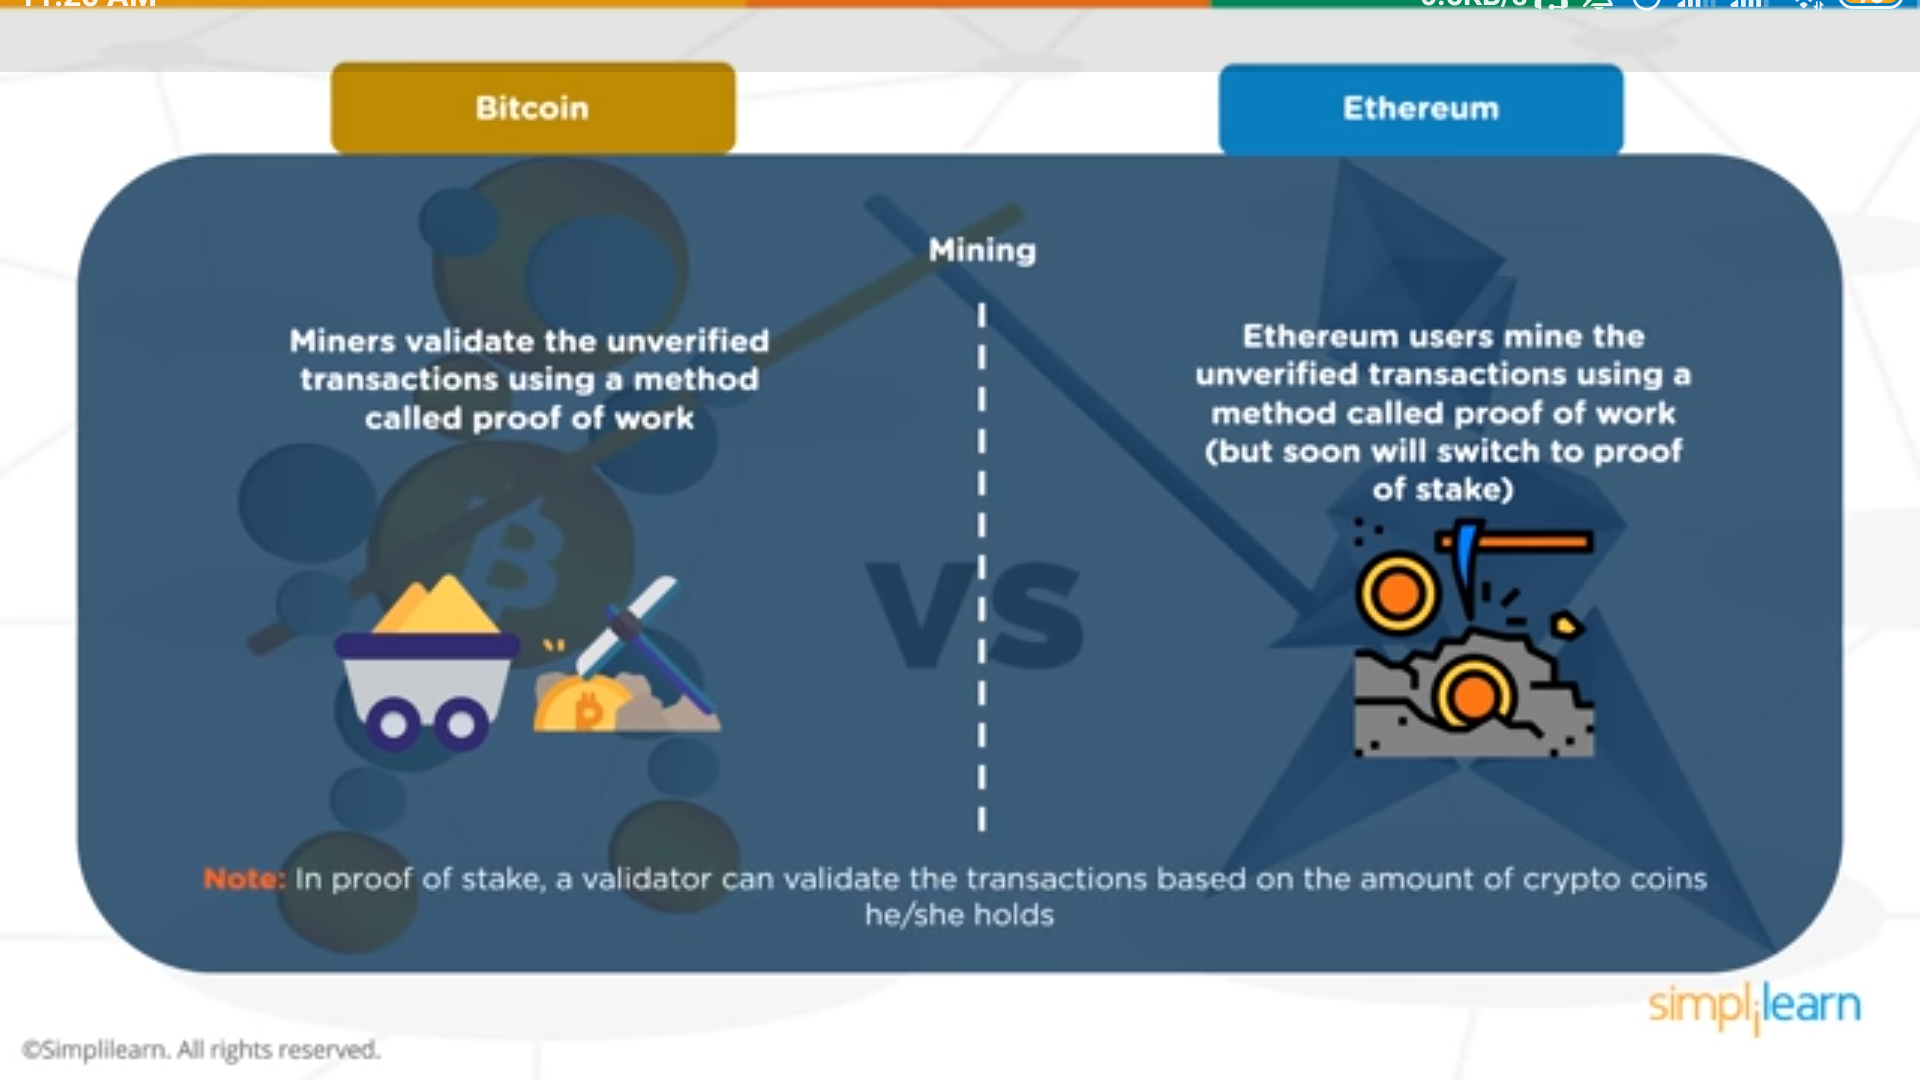 Bitcoin
Ethereum
Mining
Miners validate the unverified
transactions using a method
called proof of work
Ethereum users mine the
unverified transactions using a
method called proof of work
(but soon will switch to proof
of stake)
VS
Note: In proof of stake, a validator can validate the transactions based on the amount of crypto coins
he/she holds
simplilearn
©Simplilearn. All rights reserved.